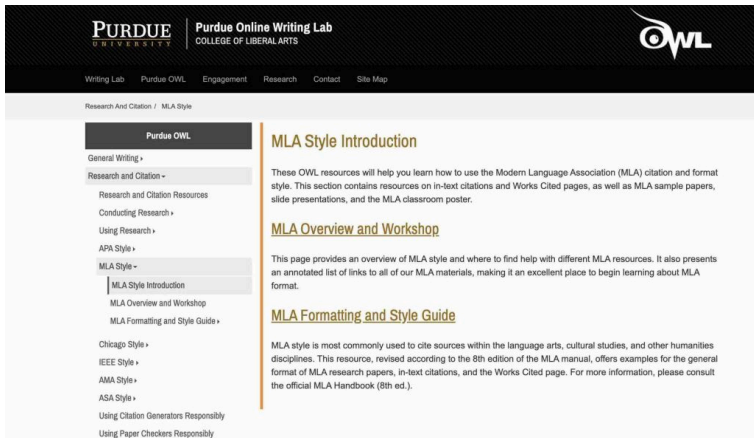 PURDUE
UNIVERSITY
Purdue Online Writing Lab
COLLEGE OF LIBERAL ARTS
OWL
Writing Lab Purdue OWL Engagement Research Contact Site Map
Research And Citation / MLA Style
Purdue OWL
General Writing
Research and Citation
Research and Citation Resources
Conducting Research
Using Research
APA Style
MLA Style
MLA Style Introduction
MLA Overview and Workshop
MLA Formatting and Style Guide
Chicago Style
IEEE Style
AMA Style
ASA Style
Using Citation Generators Responsibly
Using Paper Checkers Responsibly
MLA Style Introduction
These OWL resources will help you learn how to use the Modern Language Association (MLA) citation and format
style. This section contains resources on in-text citations and Works Cited pages, as well as MLA sample papers,
slide presentations, and the MLA classroom poster.
MLA Overview and Workshop
This page provides an overview of MLA style and where to find help with different MLA resources. It also presents
an annotated list of links to all of our MLA materials, making it an excellent place to begin learning about MLA
format.
MLA Formatting and Style Guide
MLA style is most commonly used to cite sources within the language arts, cultural studies, and other humanities
disciplines. This resource, revised according to the 8th edition of the MLA manual, offers examples for the general
format of MLA research papers, in-text citations, and the Works Cited page. For more information, please consult
the official MLA Handbook (8th ed.).